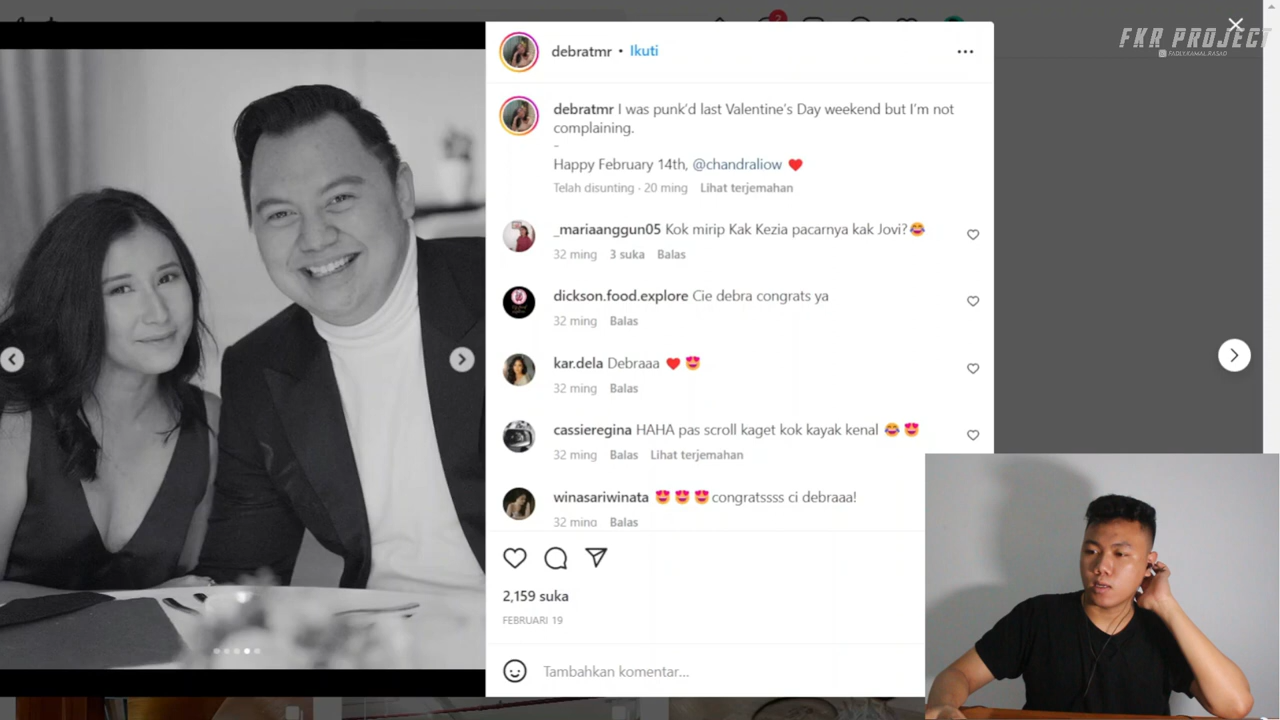 2
FKR PROJECT
FADLY.KAMAL.RASAD
debratmr • Ikuti
debratmr I was punk'd last Valentine's Day weekend but I'm not
complaining.
-
Happy February 14th, @chandraliow ♥
Telah disunting · 20 ming Lihat terjemahan
_mariaanggun05 Kok mirip Kak Kezia pacarnya kak Jovi?😂
32 ming 3 suka Balas
dickson.food.explore Cie debra congrats ya
32 ming Balas
kar.dela Debraaa ♥️ 😍
32 ming Balas
cassieregina HAHA pas scroll kaget kok kayak kenal 😂 😍
32 ming Balas Lihat terjemahan
winasariwinata 😍 😍 😍congratssss ci debraaa!
32 ming Balas
2,159 suka
FEBRUARI 19
Tambahkan komentar...